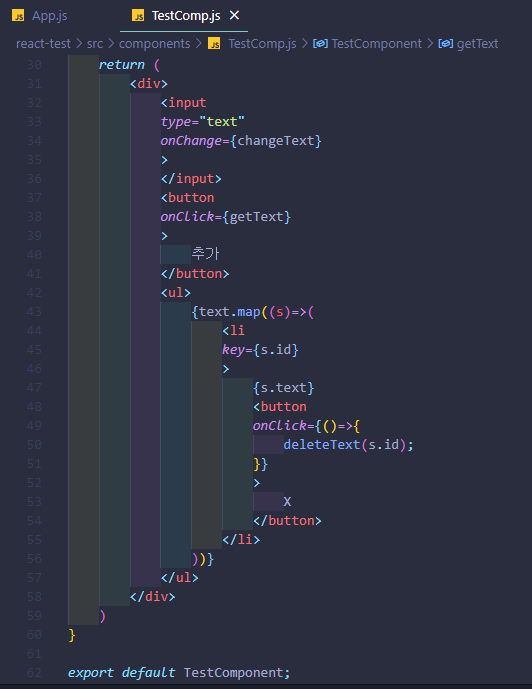 JS App.js JS TestComp.js ×
react-test > src > components > JS TestComp.js > TestComponent > getText
30 return (
31 <div>
32 <input
33 type="text"
34 onChange={changeText}
35 >
36 </input>
37 <button
38 onClick={getText}
39 >
40 추가
41 </button>
42 <ul>
43 {text.map((s)=>(
44 <li
45 key={s.id}
46 >
47 {s.text}
48 <button
49 onClick={()=>{
50 deleteText(s.id);
51 }}
52 >
53 X
54 </button>
55 </li>
56 ))}
57 </ul>
58 </div>
59 )
60 }
61
62 export default TestComponent;